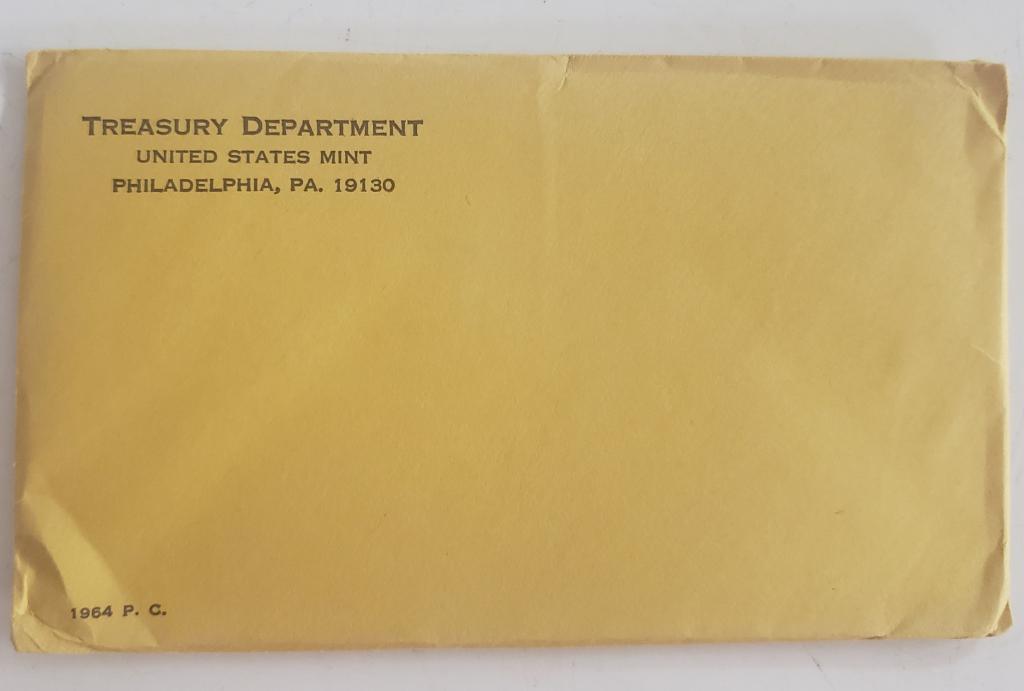 TREASURY DEPARTMENT
UNITED STATES MINT
PHILADELPHIA, PA. 19130
1964 P. C.